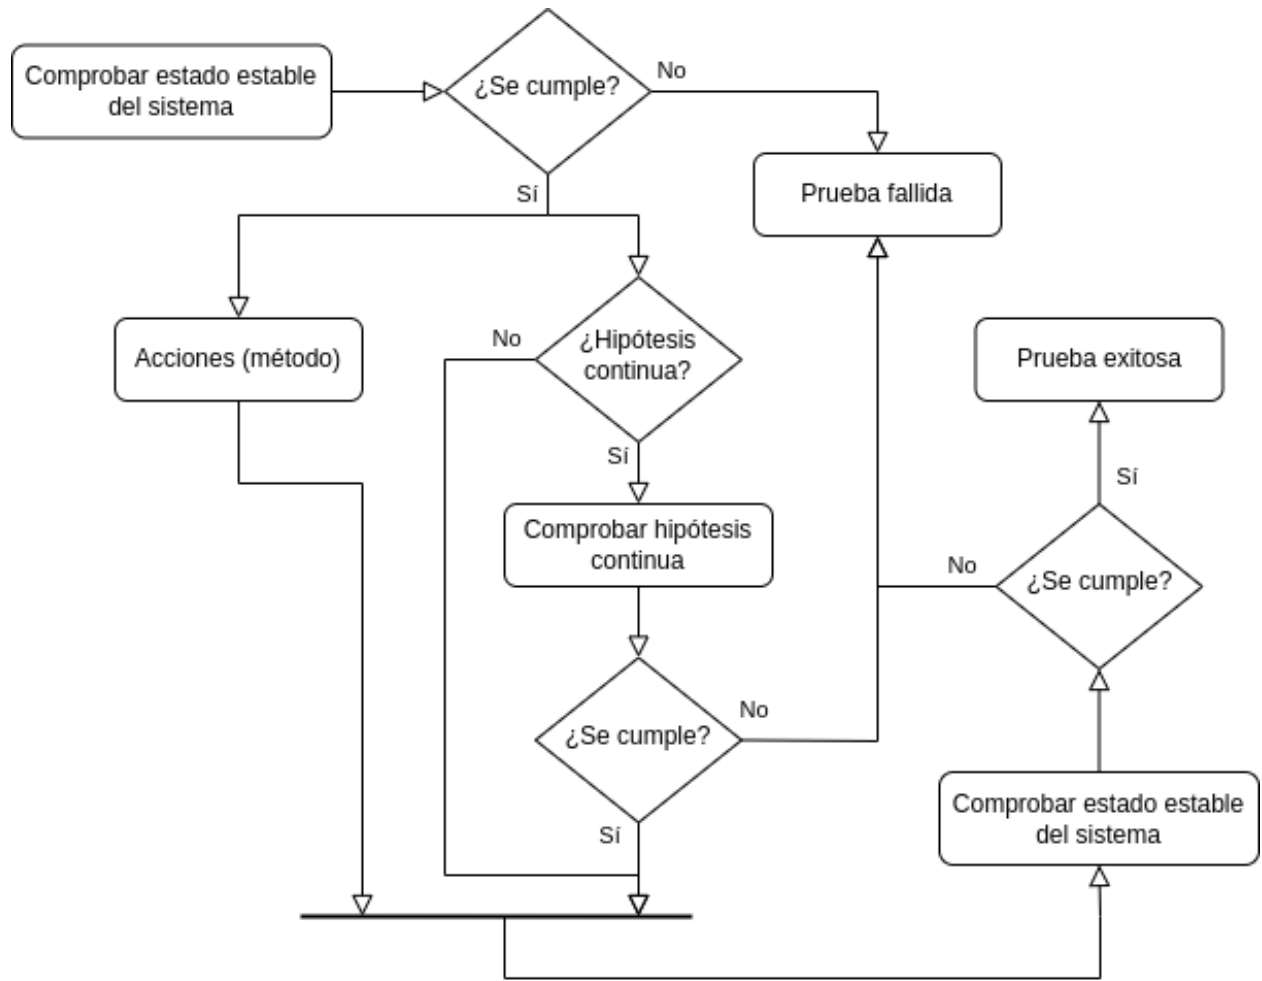 Comprobar estado estable
del sistema
¿Se cumple?
No
Prueba fallida
Sí
Acciones (método)
No
¿Hipótesis
continua?
Sí
Comprobar hipótesis
continua
¿Se cumple?
No
Sí
Prueba exitosa
Sí
No
¿Se cumple?
Comprobar estado estable
del sistema